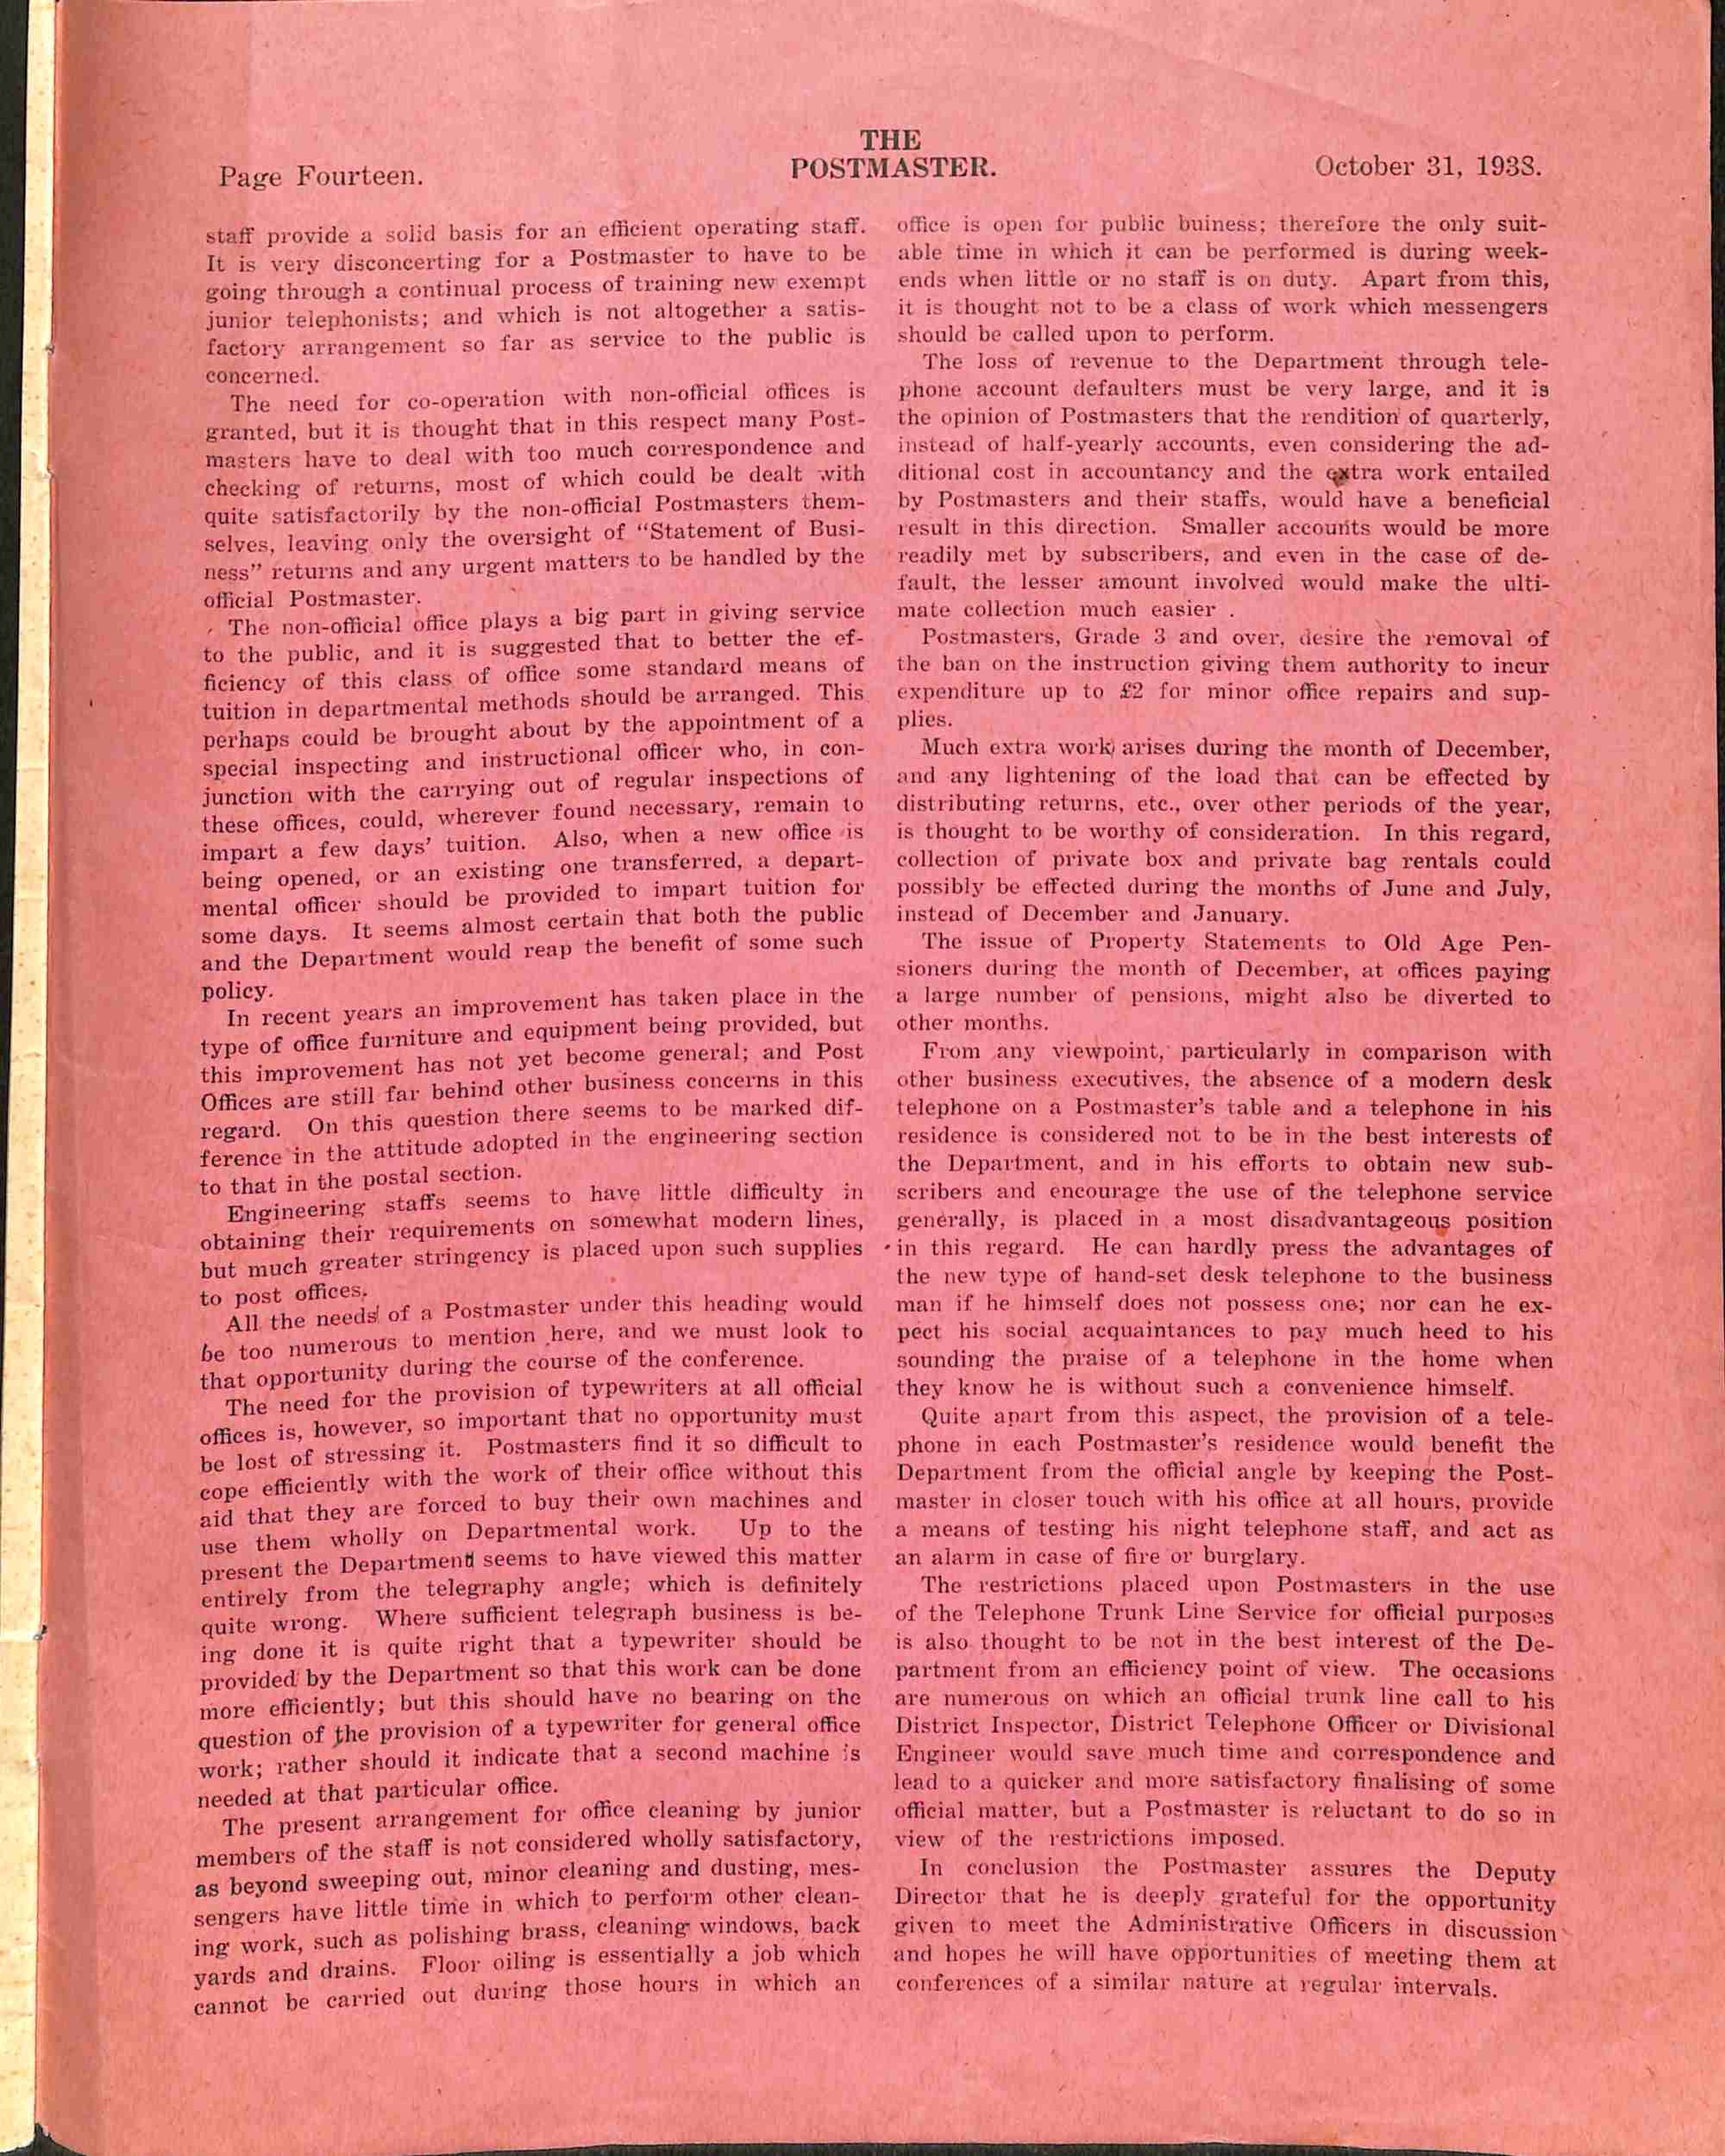 Page Fourteen.
THE
POSTMASTER.
October 31, 1938.
staff provide a solid basis for an efficient operating staff.
It is very disconcerting for a Postmaster to have to be
going through a continual process of training new exempt
junior telephonists; and which is not altogether a satis-
factory arrangement so far as service to the public is
concerned.
The need for co-operation with non-official offices is
granted, but it is thought that in this respect many Post-
masters have to deal with too much correspondence and
checking of returns, most of which could be dealt with
quite satisfactorily by the non-official Postmasters them-
selves, leaving only the oversight of "Statement of Busi-
ness" returns and any urgent matters to be handled by the
official Postmaster.
The non-official office plays a big part in giving service
to the public, and it is suggested that to better the ef-
ficiency of this class of office some standard means of
tuition in departmental methods should be arranged. This
perhaps could be brought about by the appointment of a
special inspecting and instructional officer who, in con-
junction with the carrying out of regular inspections of
these offices, could, wherever found necessary, remain to
impart a few days' tuition. Also, when a new office is
being opened, or an existing one transferred, a depart-
mental officer should be provided to impart tuition for
some days. It seems almost certain that both the public
and the Department would reap the benefit of some such
policy.
In recent years an improvement has taken place in the
type of office furniture and equipment being provided, but
this improvement has not yet become general; and Post
Offices are still far behind other business concerns in this
regard. On this question there seems to be marked dif-
ference in the attitude adopted in the engineering section
to that in the postal section.
Engineering staffs seems to have little difficulty in
obtaining their requirements on somewhat modern lines,
but much greater stringency is placed upon such supplies
to post offices.
All the needs of a Postmaster under this heading would
be too numerous to mention here, and we must look to
that opportunity during the course of the conference.
The need for the provision of typewriters at all official
offices is, however, so important that no opportunity must
be lost of stressing it. Postmasters find it so difficult to
cope efficiently with the work of their office without this
aid that they are forced to buy their own machines and
use them wholly on Departmental work. Up to the
present the Department seems to have viewed this matter
entirely from the telegraphy angle; which is definitely
quite wrong. Where sufficient telegraph business is be-
ing done it is quite right that a typewriter should be
provided by the Department so that this work can be done
more efficiently; but this should have no bearing on the
question of the provision of a typewriter for general office
work; rather should it indicate that a second machine is
needed at that particular office.
The present arrangement for office cleaning by junior
members of the staff is not considered wholly satisfactory,
as beyond sweeping out, minor cleaning and dusting, mes-
sengers have little time in which to perform other clean-
ing work, such as polishing brass, cleaning windows, back
yards and drains. Floor oiling is essentially a job which
cannot be carried out during those hours in which an
office is open for public buiness; therefore the only suit-
able time in which it can be performed is during week-
ends when little or no staff is on duty. Apart from this,
it is thought not to be a class of work which messengers
should be called upon to perform.
The loss of revenue to the Department through tele-
phone account defaulters must be very large, and it is
the opinion of Postmasters that the rendition of quarterly,
instead of half-yearly accounts, even considering the ad-
ditional cost in accountancy and the extra work entailed
by Postmasters and their staffs, would have a beneficial
result in this direction. Smaller accounts would be more
readily met by subscribers, and even in the case of de-
fault, the lesser amount involved would make the ulti-
mate collection much easier .
Postmasters, Grade 3 and over, desire the removal of
the ban on the instruction giving them authority to incur
expenditure up to £2 for minor office repairs and sup-
plies.
Much extra work arises during the month of December,
and any lightening of the load that can be effected by
distributing returns, etc., over other periods of the year,
is thought to be worthy of consideration. In this regard,
collection of private box and private bag rentals could
possibly be effected during the months of June and July,
instead of December and January.
The issue of Property Statements to Old Age Pen-
sioners during the month of December, at offices paying
a large number of pensions, might also be diverted to
other months.
From any viewpoint, particularly in comparison with
other business executives, the absence of a modern desk
telephone on a Postmaster's table and a telephone in his
residence is considered not to be in the best interests of
the Department, and in his efforts to obtain new sub-
scribers and encourage the use of the telephone service
generally, is placed in a most disadvantageous position
in this regard. He can hardly press the advantages of
the new type of hand-set desk telephone to the business
man if he himself does not possess one; nor can he ex-
pect his social acquaintances to pay much heed to his
sounding the praise of a telephone in the home when
they know he is without such a convenience himself.
Quite apart from this aspect, the provision of a tele-
phone in each Postmaster's residence would benefit the
Department from the official angle by keeping the Post-
master in closer touch with his office at all hours, provide
a means of testing his night telephone staff, and act as
an alarm in case of fire or burglary.
The restrictions placed upon Postmasters in the use
of the Telephone Trunk Line Service for official purposes
is also thought to be not in the best interest of the De-
partment from an efficiency point of view. The occasions
are numerous on which an official trunk line call to his
District Inspector, District Telephone Officer or Divisional
Engineer would save much time and correspondence and
lead to a quicker and more satisfactory finalising of some
official matter, but a Postmaster is reluctant to do so in
view of the restrictions imposed.
In conclusion the Postmaster assures the Deputy
Director that he is deeply grateful for the opportunity
given to meet the Administrative Officers in discussion
and hopes he will have opportunities of meeting them at
conferences of a similar nature at regular intervals.